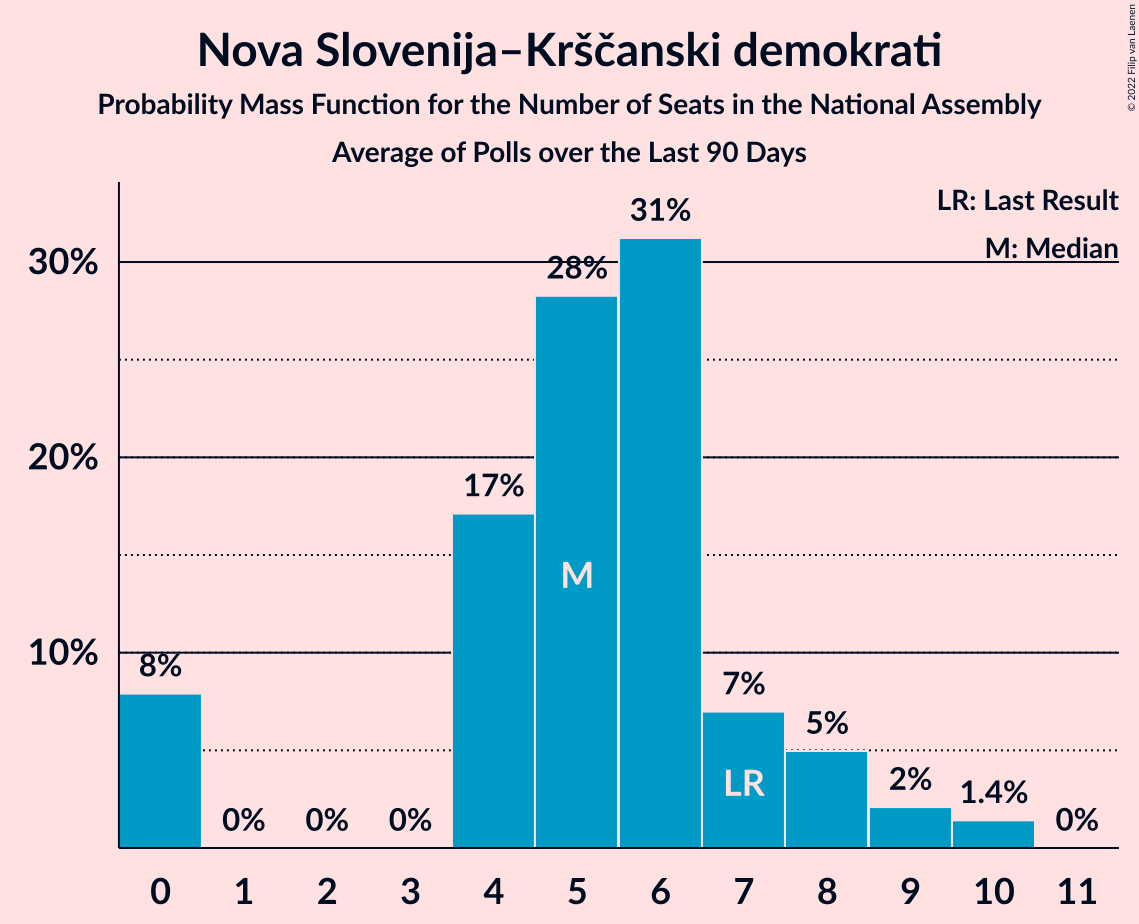 Nova Slovenija–Krščanski demokrati
Probability Mass Function for the Number of Seats in the National Assembly
Average of Polls over the Last 90 Days
© 2022 Filip van Laenen
LR: Last Result
M: Median
30%
20%
10%
8%
0%
0%
0%
17%
28%
31%
7%
5%
2%
1.4%
0%
M
LR
0 1 2 3 4 5 6 7 8 9 10 11